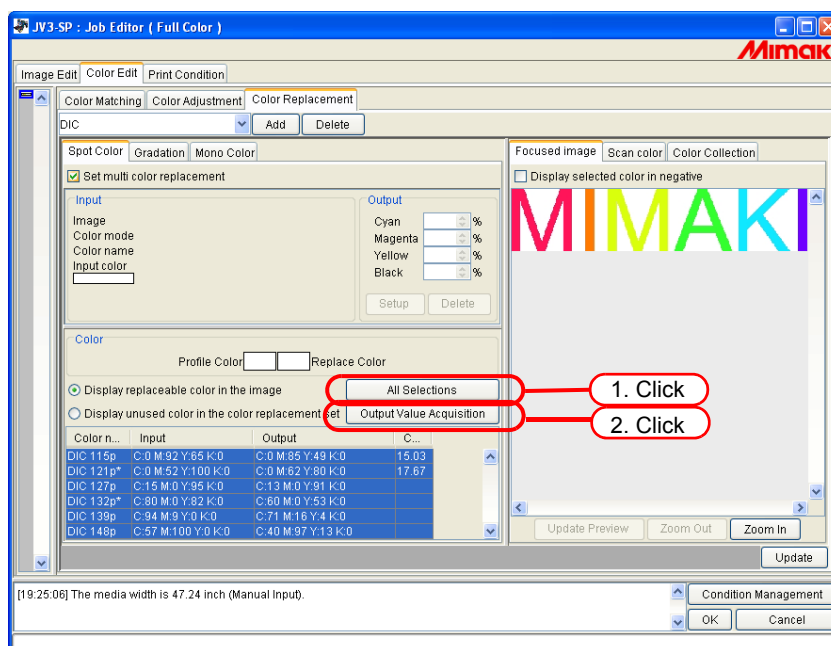 JV3-SP : Job Editor ( Full Color )
Mimaki
Image Edit Color Edit Print Condition
Color Matching Color Adjustment Color Replacement
DIC Add Delete
Spot Color Gradation Mono Color
Set multi color replacement
Input
Image
Color mode
Color name
Input color
Output
Cyan %
Magenta %
Yellow %
Black %
Setup Delete
Color
Profile Color Replace Color
Display replaceable color in the image All Selections
Display unused color in the color replacement set Output Value Acquisition
Color n... Input Output C...
DIC 115p C:0 M:92 Y:65 K:0 C:0 M:85 Y:49 K:0 15.03
DIC 121p* C:0 M:52 Y:100 K:0 C:0 M:62 Y:80 K:0 17.67
DIC 127p C:15 M:0 Y:95 K:0 C:13 M:0 Y:91 K:0
DIC 132p* C:80 M:0 Y:82 K:0 C:60 M:0 Y:53 K:0
DIC 139p C:94 M:9 Y:0 K:0 C:71 M:16 Y:4 K:0
DIC 148p C:57 M:100 Y:0 K:0 C:40 M:97 Y:13 K:0
Focused image Scan color Color Collection
Display selected color in negative
MIMAKI
1. Click
2. Click
Update Preview Zoom Out Zoom In
Update
[19:25:06] The media width is 47.24 inch (Manual Input).
Condition Management
OK Cancel